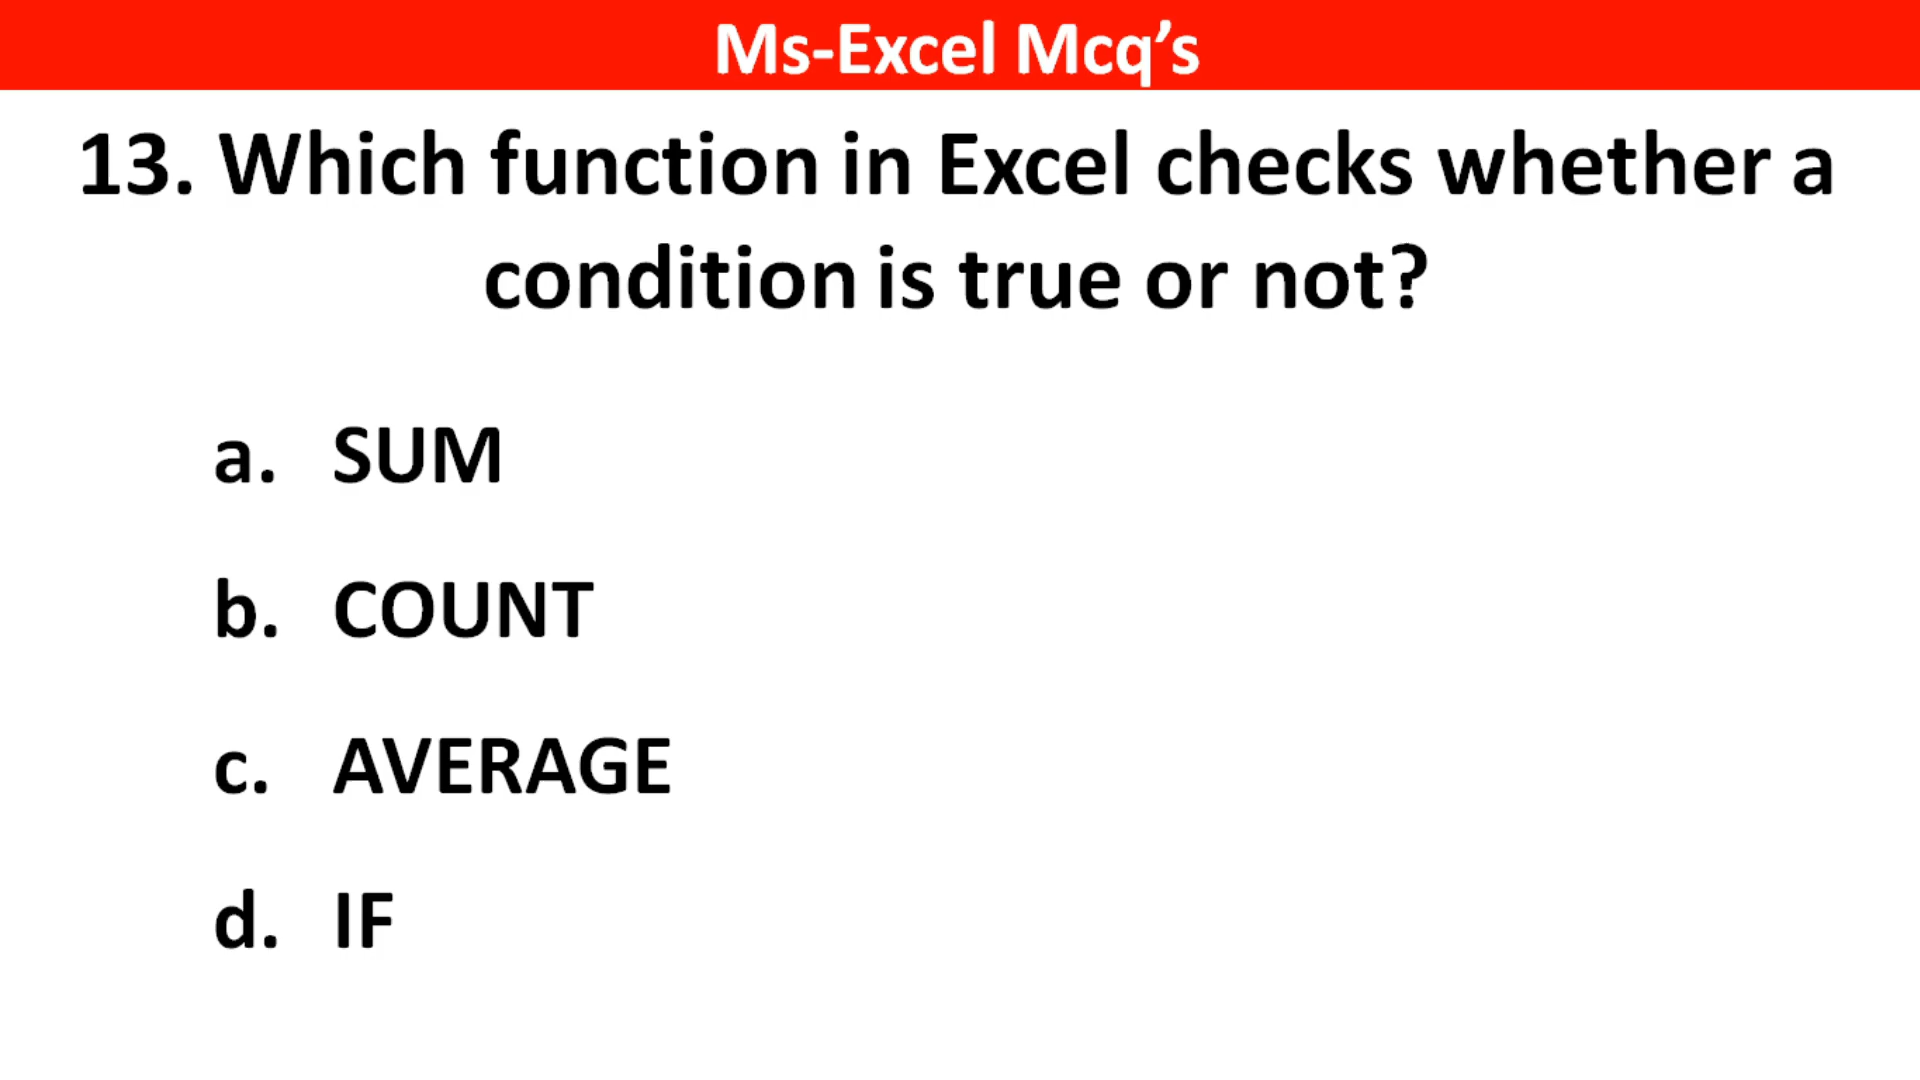 Ms-Excel Mcq’s
13. Which function in Excel checks whether a
condition is true or not?
a. SUM
b. COUNT
c. AVERAGE
d. IF